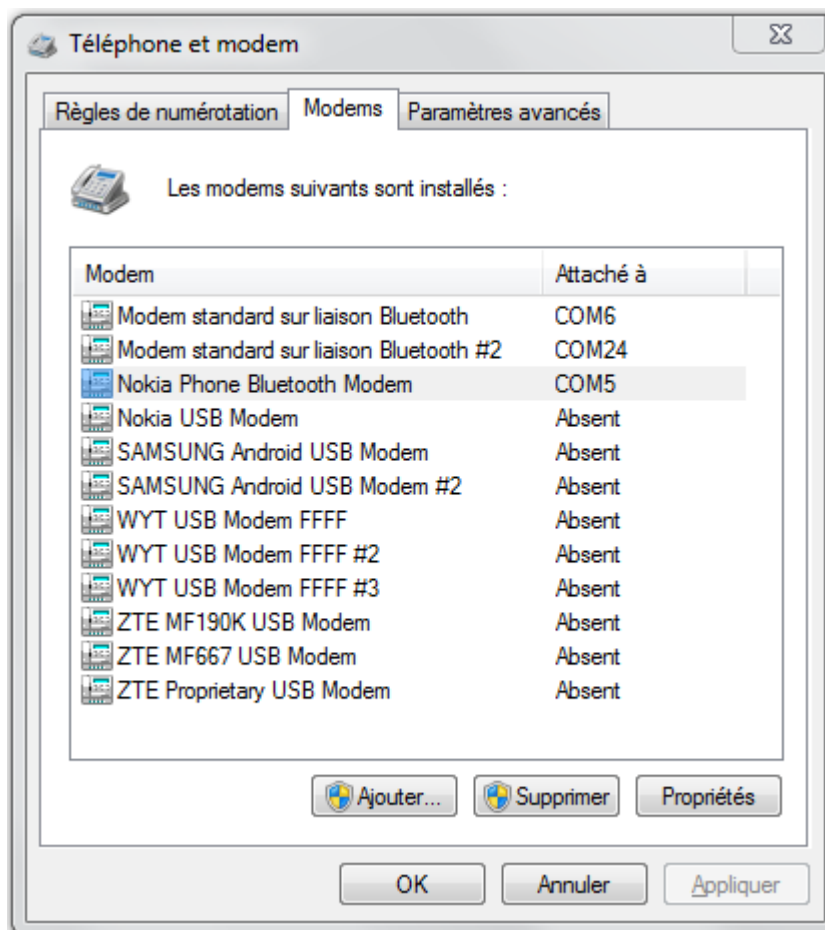 Téléphone et modem
Règles de numérotation Modems Paramètres avancés
Les modems suivants sont installés :
Modem Attaché à
Modem standard sur liaison Bluetooth COM6
Modem standard sur liaison Bluetooth #2 COM24
Nokia Phone Bluetooth Modem COM5
Nokia USB Modem Absent
SAMSUNG Android USB Modem Absent
SAMSUNG Android USB Modem #2 Absent
WYT USB Modem FFFF Absent
WYT USB Modem FFFF #2 Absent
WYT USB Modem FFFF #3 Absent
ZTE MF190K USB Modem Absent
ZTE MF667 USB Modem Absent
ZTE Proprietary USB Modem Absent
Ajouter... Supprimer Propriétés
OK Annuler Appliquer